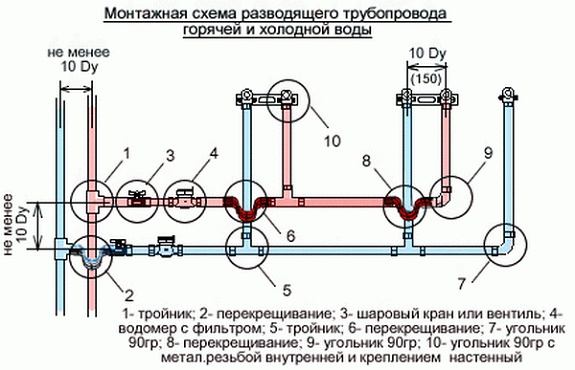 Монтажная схема разводящего трубопровода
горячей и холодной воды
не менее
10 Dy
10 Dy
(150)
1
3
4
10
8
9
не менее
10 Dy
6
2
5
7
1- тройник; 2- перекрещивание; 3- шаровый кран или вентиль; 4-
водомер с фильтром; 5- тройник; 6- перекрещивание; 7- угольник
90гр; 8- перекрещивание; 9- угольник 90гр; 10- угольник 90гр с
метал.резьбой внутренней и креплением настенный